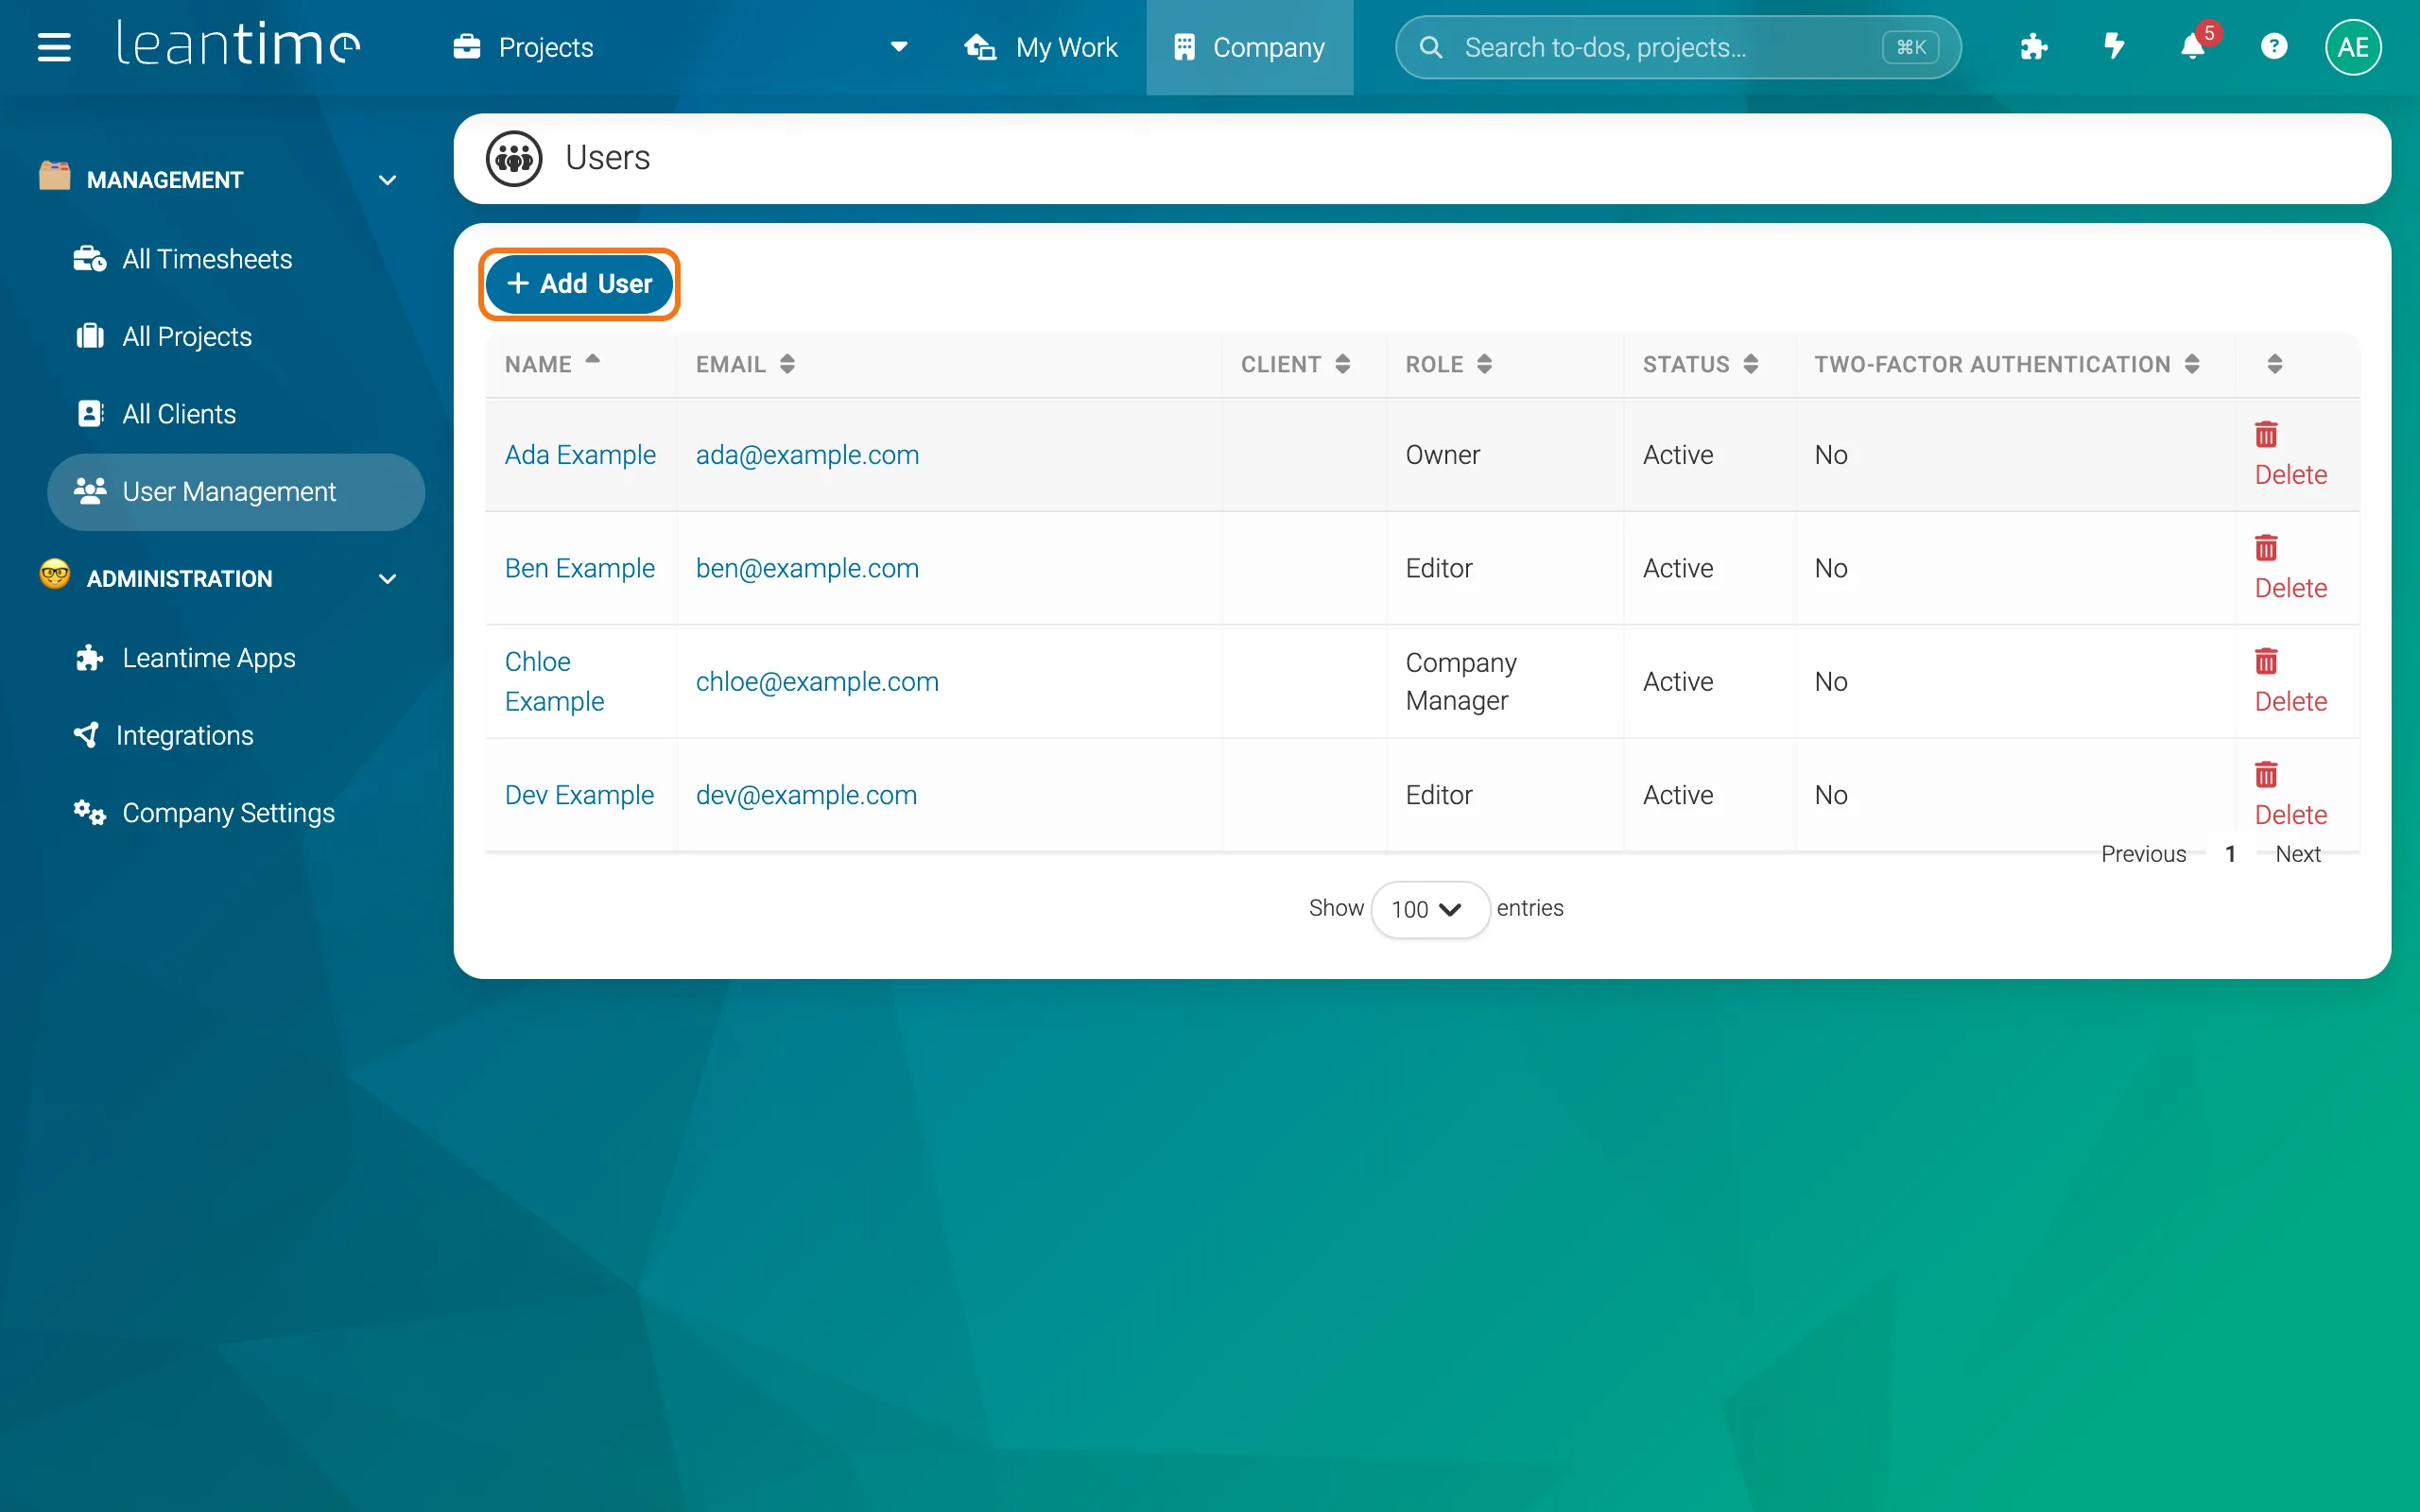 leantime
Projects
My Work
Company
Search to-dos, projects...
⌘K
5
?
AE
MANAGEMENT
All Timesheets
All Projects
All Clients
User Management
ADMINISTRATION
Leantime Apps
Integrations
Company Settings
Users
+ Add User
NAME EMAIL CLIENT ROLE STATUS TWO-FACTOR AUTHENTICATION
Ada Example ada@example.com Owner Active No Delete
Ben Example ben@example.com Editor Active No Delete
Chloe Example chloe@example.com Company Manager Active No Delete
Dev Example dev@example.com Editor Active No Delete
Previous 1 Next
Show 100 entries